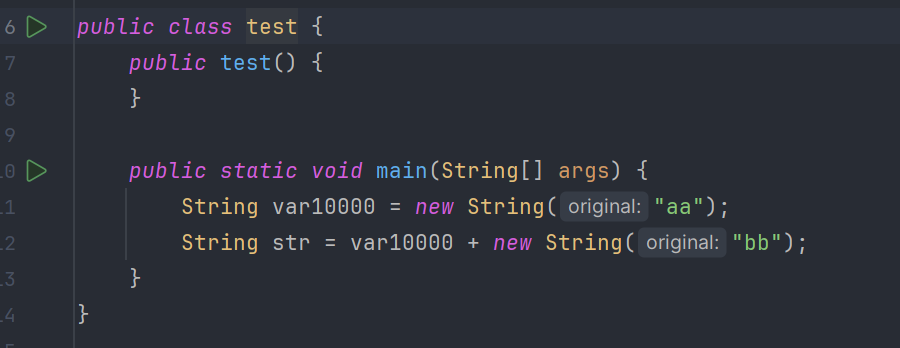 6 public class test {
7 public test() {
8 }
9
10 public static void main(String[] args) {
11 String var10000 = new String( original: "aa");
12 String str = var10000 + new String( original: "bb");
13 }
14 }